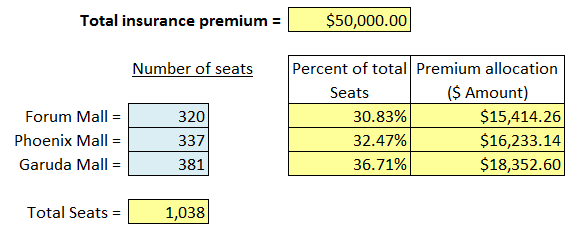 Total insurance premium = $50,000.00
Number of seats Percent of total Premium allocation
Seats ($ Amount)
Forum Mall = 320 30.83% $15,414.26
Phoenix Mall = 337 32.47% $16,233.14
Garuda Mall = 381 36.71% $18,352.60
Total Seats = 1,038